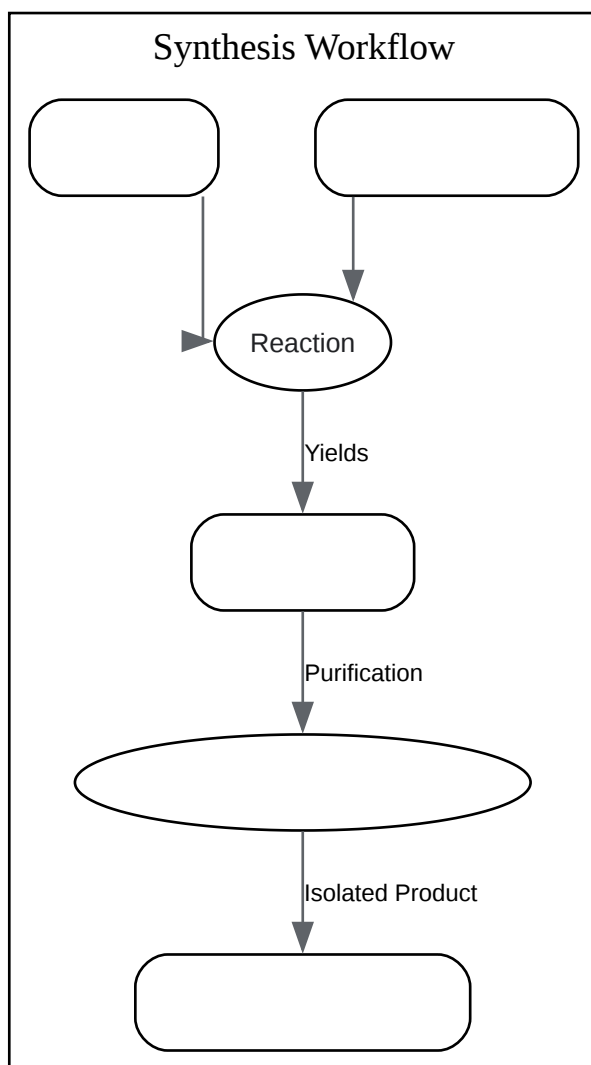 Synthesis Workflow
Reaction
Yields
Purification
Isolated Product